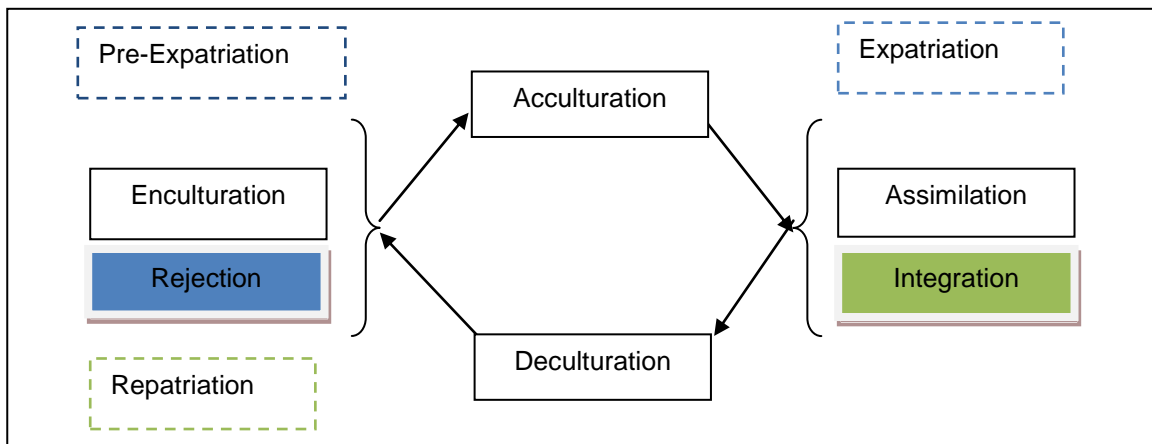 Pre-Expatriation
Expatriation
Acculturation
Enculturation
Assimilation
Rejection
Integration
Deculturation
Repatriation